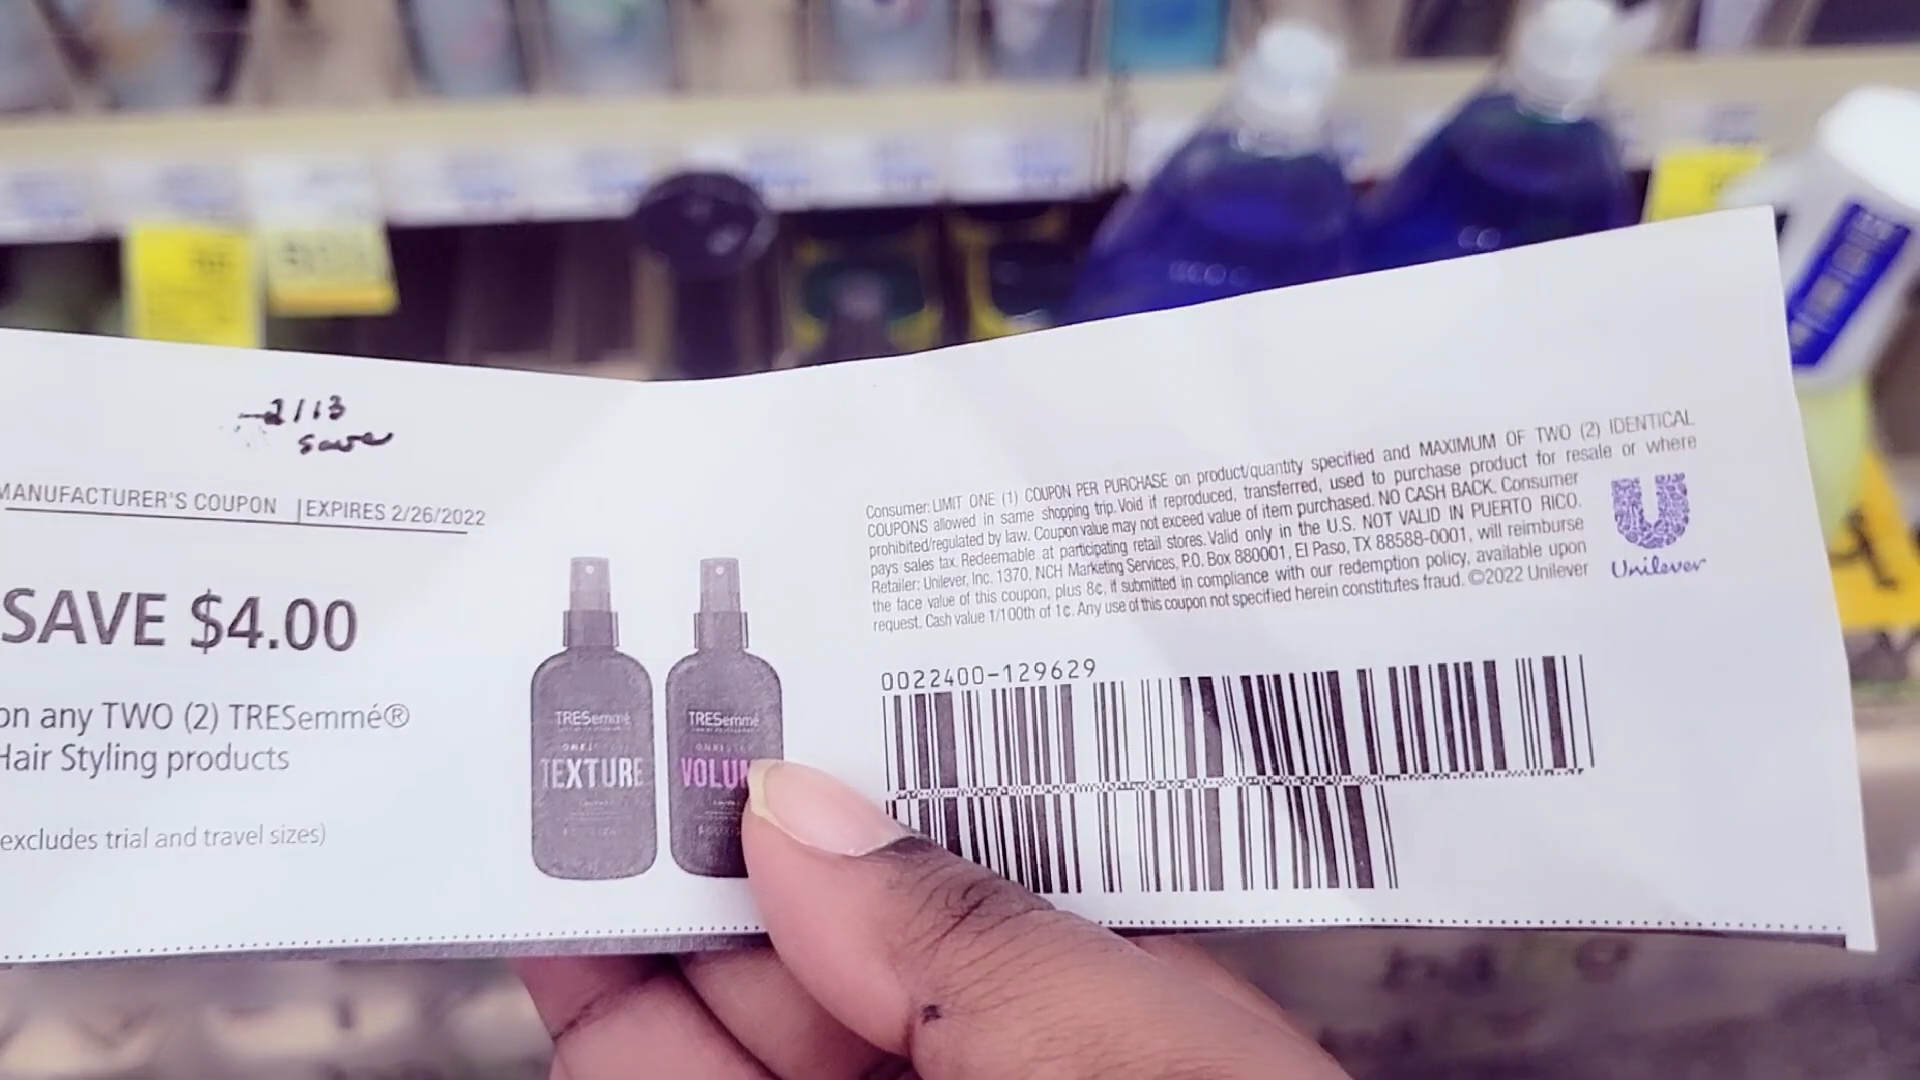 2/13
save
MANUFACTURER'S COUPON | EXPIRES 2/26/2022
SAVE $4.00
on any TWO (2) TRESemmé®
Hair Styling products
excludes trial and travel sizes)
TRESemmé
TEXTURE
TRESemmé
VOLUM
Consumer: LIMIT ONE (1) COUPON PER PURCHASE on product/quantity specified and MAXIMUM OF TWO (2) IDENTICAL
COUPONS allowed in same shopping trip. Void if reproduced, transferred, used to purchase product for resale or where
prohibited/regulated by law. Coupon value may not exceed value of item purchased. NO CASH BACK. Consumer
pays sales tax. Redeemable at participating retail stores. Valid only in the U.S. NOT VALID IN PUERTO RICO.
Retailer: Unilever, Inc. 1370, NCH Marketing Services, P.O. Box 880001, El Paso, TX 88588-0001, will reimburse
the face value of this coupon, plus 8¢, if submitted in compliance with our redemption policy, available upon
request. Cash value 1/100th of 1¢. Any use of this coupon not specified herein constitutes fraud. ©2022 Unilever
Unilever
0022400-129629